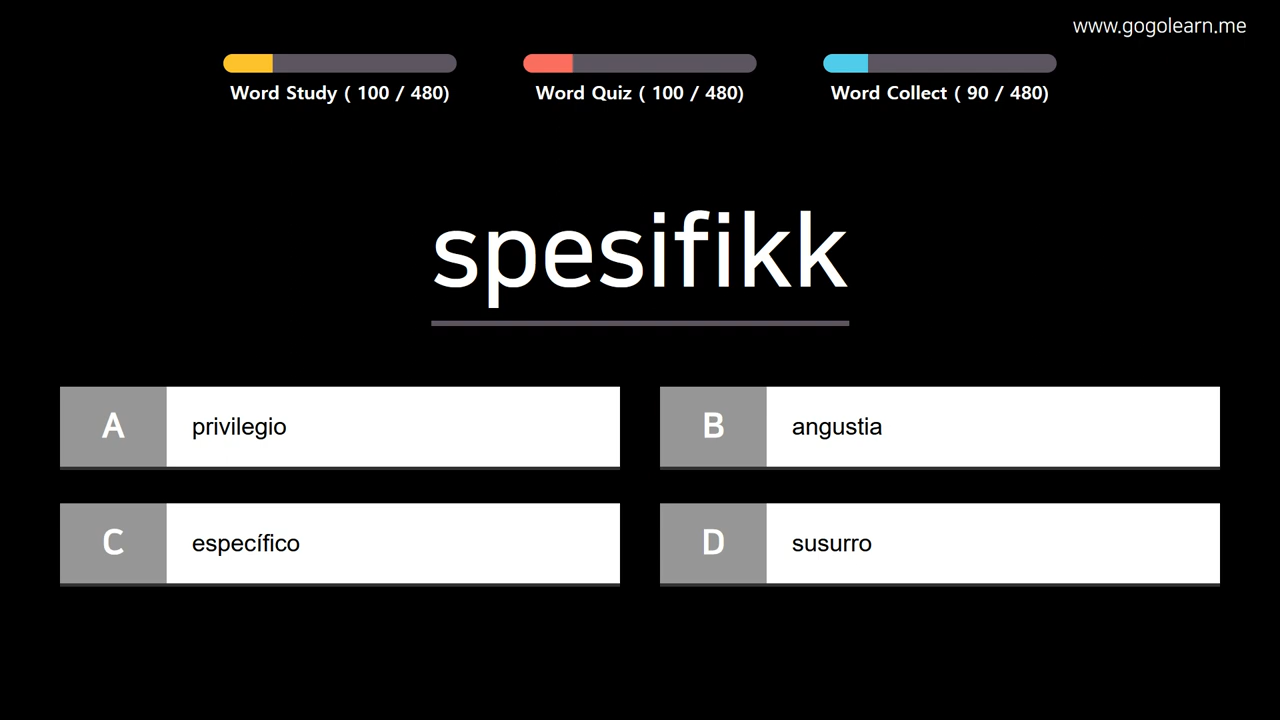 www.gogolearn.me
Word Study ( 100 / 480)
Word Quiz ( 100 / 480)
Word Collect ( 90 / 480)
spesifikk
A privilegio
B angustia
C específico
D susurro